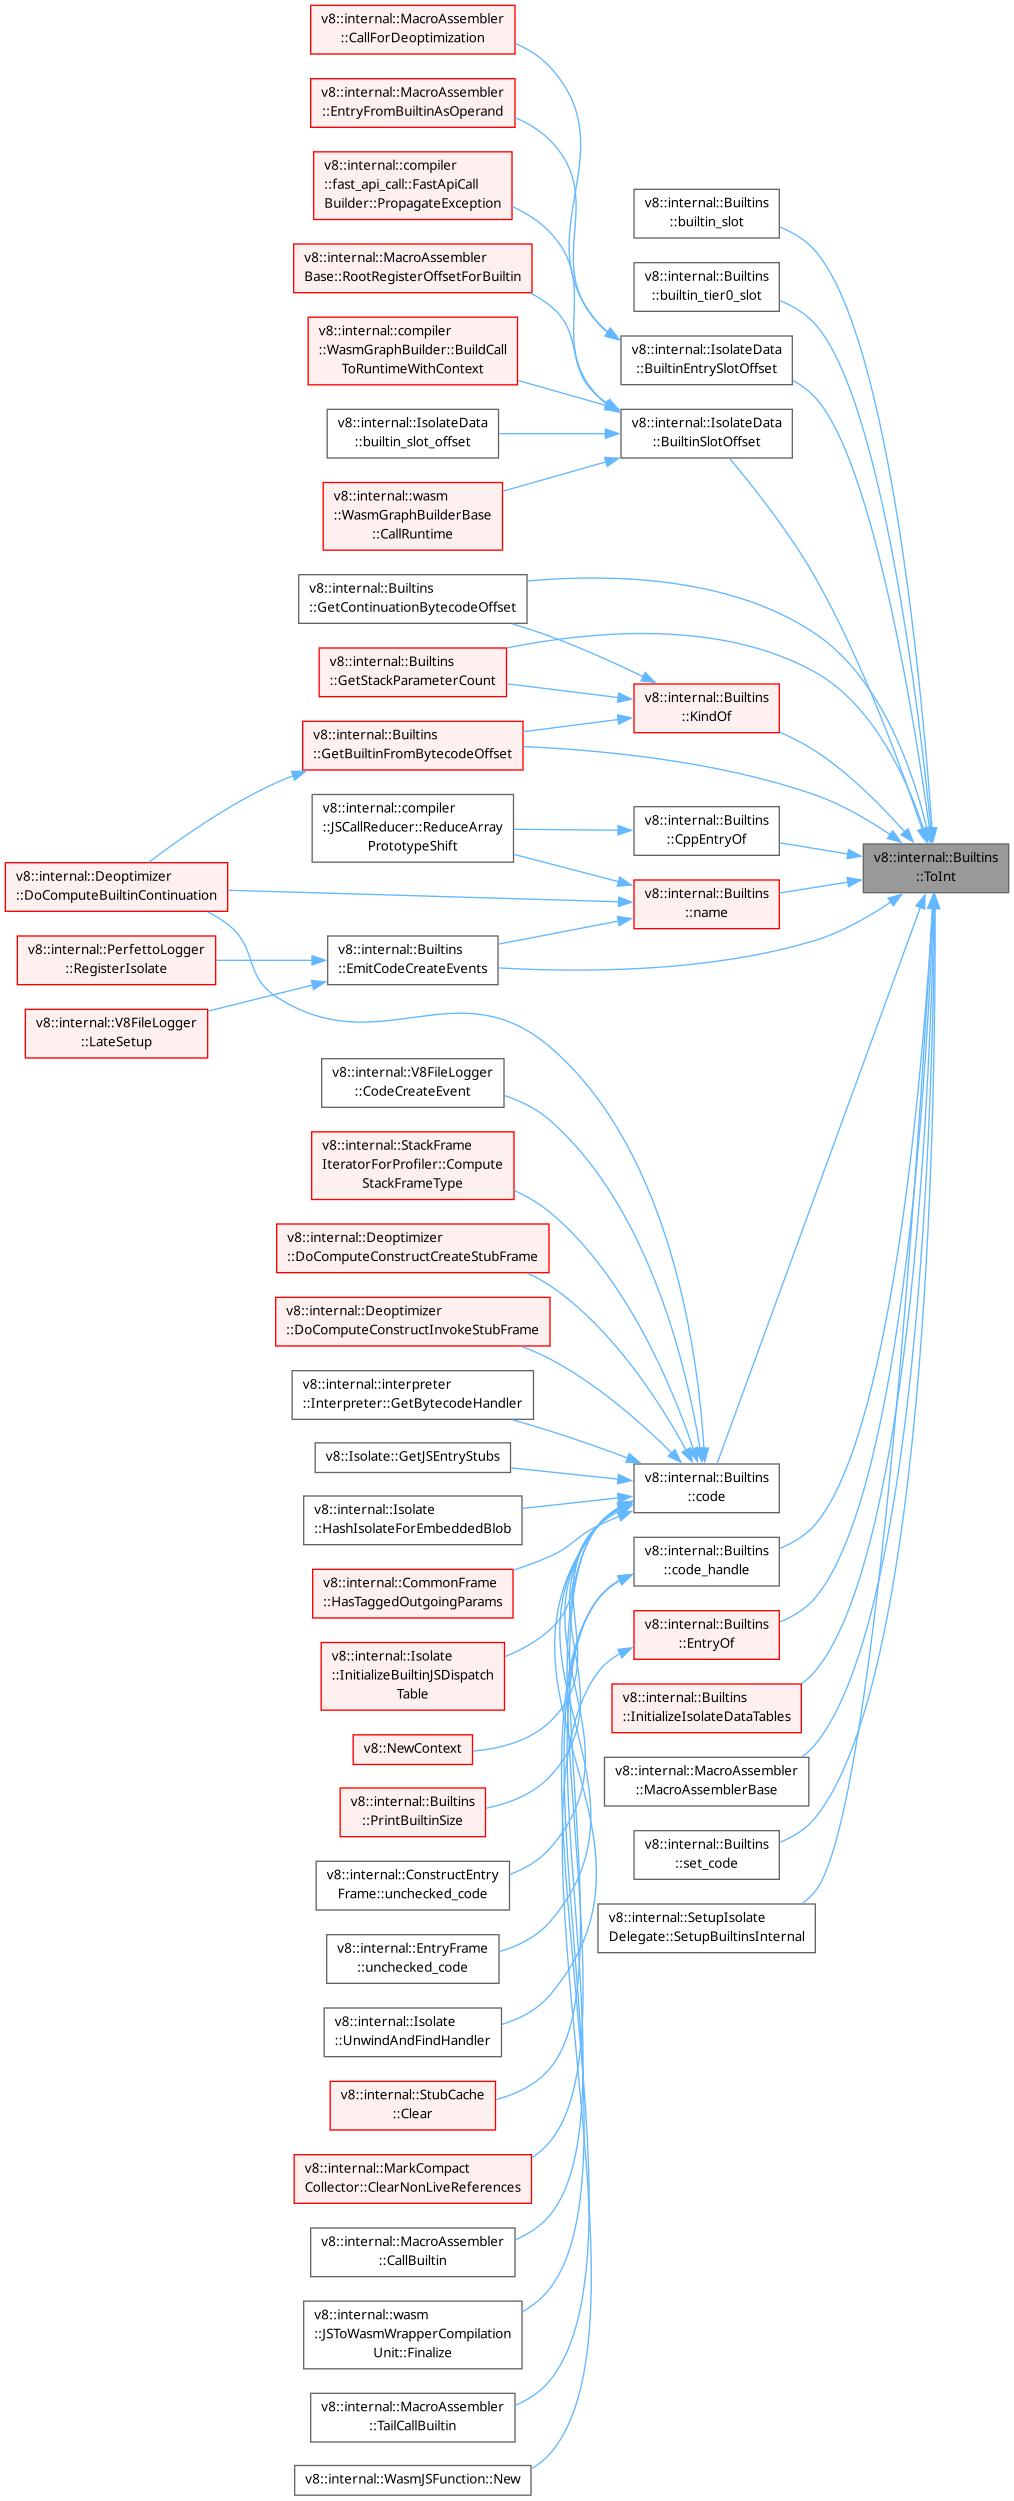 v8::internal::MacroAssembler
::CallForDeoptimization
v8::internal::MacroAssembler
::EntryFromBuiltinAsOperand
v8::internal::compiler
::fast_api_call::FastApiCall
Builder::PropagateException
v8::internal::Builtins
::builtin_slot
v8::internal::MacroAssembler
Base::RootRegisterOffsetForBuiltin
v8::internal::Builtins
::builtin_tier0_slot
v8::internal::compiler
::WasmGraphBuilder::BuildCall
ToRuntimeWithContext
v8::internal::IsolateData
::BuiltinEntrySlotOffset
v8::internal::IsolateData
::builtin_slot_offset
v8::internal::IsolateData
::BuiltinSlotOffset
v8::internal::wasm
::WasmGraphBuilderBase
::CallRuntime
v8::internal::Builtins
::GetContinuationBytecodeOffset
v8::internal::Builtins
::GetStackParameterCount
v8::internal::Builtins
::KindOf
v8::internal::Builtins
::GetBuiltinFromBytecodeOffset
v8::internal::compiler
::JSCallReducer::ReduceArray
PrototypeShift
v8::internal::Builtins
::CppEntryOf
v8::internal::Builtins
::ToInt
v8::internal::Deoptimizer
::DoComputeBuiltinContinuation
v8::internal::Builtins
::name
v8::internal::PerfettoLogger
::RegisterIsolate
v8::internal::Builtins
::EmitCodeCreateEvents
v8::internal::V8FileLogger
::LateSetup
v8::internal::V8FileLogger
::CodeCreateEvent
v8::internal::StackFrame
IteratorForProfiler::Compute
StackFrameType
v8::internal::Deoptimizer
::DoComputeConstructCreateStubFrame
v8::internal::Deoptimizer
::DoComputeConstructInvokeStubFrame
v8::internal::interpreter
::Interpreter::GetBytecodeHandler
v8::Isolate::GetJSEntryStubs
v8::internal::Builtins
::code
v8::internal::Isolate
::HashIsolateForEmbeddedBlob
v8::internal::Builtins
::code_handle
v8::internal::CommonFrame
::HasTaggedOutgoingParams
v8::internal::Builtins
::EntryOf
v8::internal::Isolate
::InitializeBuiltinJSDispatch
Table
v8::internal::Builtins
::InitializeIsolateDataTables
v8::NewContext
v8::internal::MacroAssembler
::MacroAssemblerBase
v8::internal::Builtins
::PrintBuiltinSize
v8::internal::Builtins
::set_code
v8::internal::ConstructEntry
Frame::unchecked_code
v8::internal::SetupIsolate
Delegate::SetupBuiltinsInternal
v8::internal::EntryFrame
::unchecked_code
v8::internal::Isolate
::UnwindAndFindHandler
v8::internal::StubCache
::Clear
v8::internal::MarkCompact
Collector::ClearNonLiveReferences
v8::internal::MacroAssembler
::CallBuiltin
v8::internal::wasm
::JSToWasmWrapperCompilation
Unit::Finalize
v8::internal::MacroAssembler
::TailCallBuiltin
v8::internal::WasmJSFunction::New